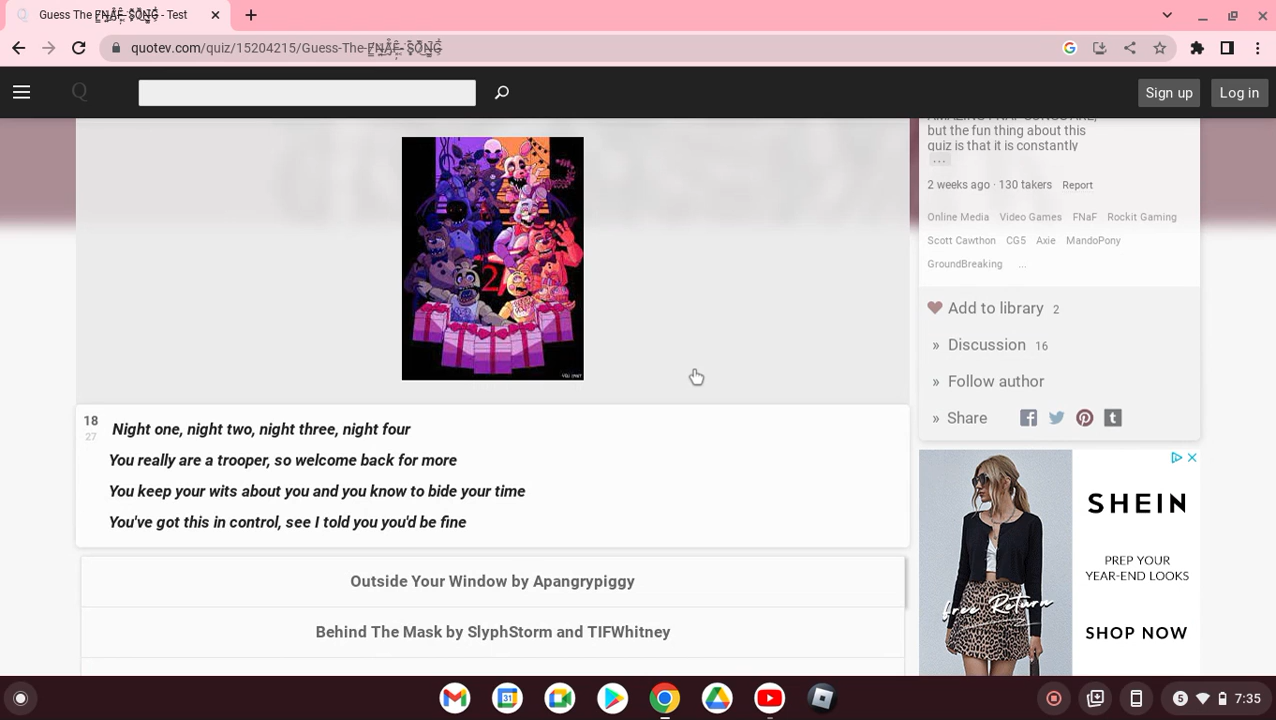 Guess The F̴N̴A̴F̴ S̴O̴N̴G̴ - Test
quotev.com/quiz/15204215/Guess-The-F̴N̴A̴F̴-S̴O̴N̴G̴
Q
Sign up
Log in
but the fun thing about this
quiz is that it is constantly
...
2 weeks ago · 130 takers Report
Online Media Video Games FNaF Rockit Gaming
Scott Cawthon CG5 Axie MandoPony
GroundBreaking ...
» Add to library 2
» Discussion 16
» Follow author
» Share
2
18
27
Night one, night two, night three, night four
You really are a trooper, so welcome back for more
You keep your wits about you and you know to bide your time
You've got this in control, see I told you you'd be fine
Outside Your Window by Apangrypiggy
Behind The Mask by SlyphStorm and TIFWhitney
SHEIN
PREP YOUR
YEAR-END LOOKS
free Return
SHOP NOW
31
5
7:35